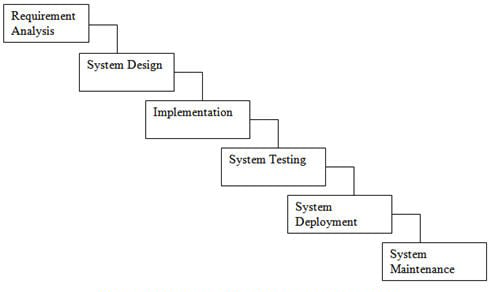 Requirement
Analysis
System Design
Implementation
System Testing
System
Deployment
System
Maintenance